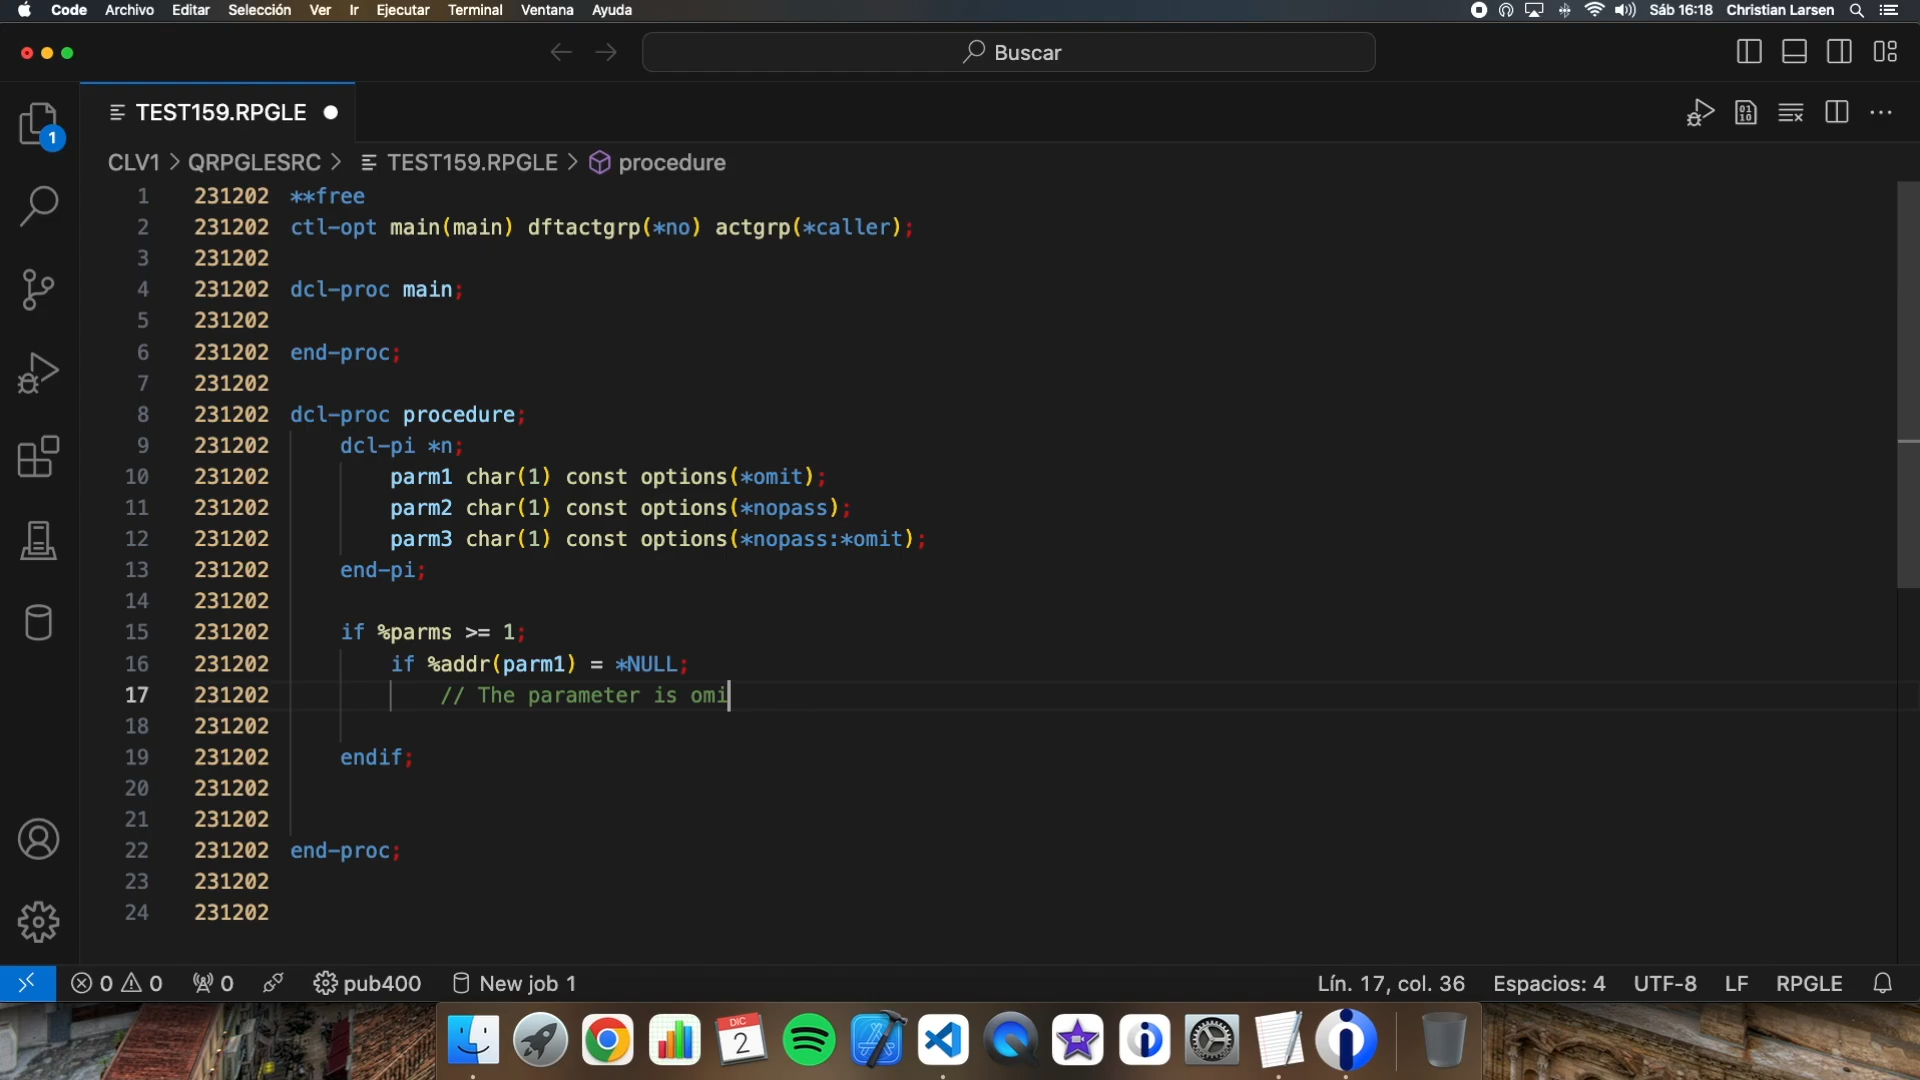 Code Archivo Editar Selección Ver Ir Ejecutar Terminal Ventana Ayuda Sáb 16:18 Christian Larsen
Buscar
TEST159.RPGLE
1
CLV1 > QRPGLESRC > TEST159.RPGLE > procedure
1 231202 **free
2 231202 ctl-opt main(main) dftactgrp(*no) actgrp(*caller);
3 231202
4 231202 dcl-proc main;
5 231202
6 231202 end-proc;
7 231202
8 231202 dcl-proc procedure;
9 231202 dcl-pi *n;
10 231202 parm1 char(1) const options(*omit);
11 231202 parm2 char(1) const options(*nopass);
12 231202 parm3 char(1) const options(*nopass:*omit);
13 231202 end-pi;
14 231202
15 231202 if %parms >= 1;
16 231202 if %addr(parm1) = *NULL;
17 231202 // The parameter is omi
18 231202
19 231202 endif;
20 231202
21 231202
22 231202 end-proc;
23 231202
24 231202
0 0 0 pub400 New job 1 Lín. 17, col. 36 Espacios: 4 UTF-8 LF RPGLE
DIC
2